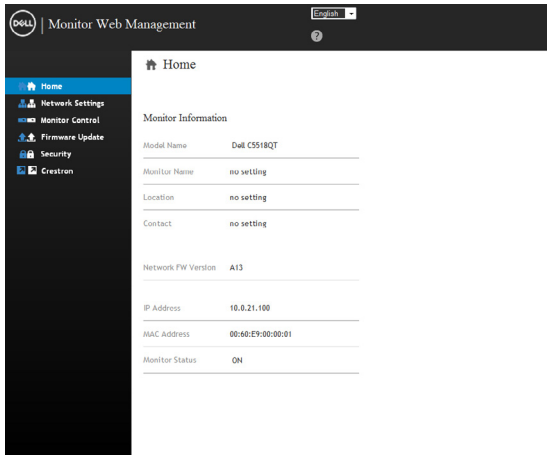 DELL | Monitor Web Management
English
?
Home
Home
Network Settings
Monitor Control
Firmware Update
Security
Crestron
Monitor Information
Model Name Dell C5518QT
Monitor Name no setting
Location no setting
Contact no setting
Network FW Version A13
IP Address 10.0.21.100
MAC Address 00:60:E9:00:00:01
Monitor Status ON